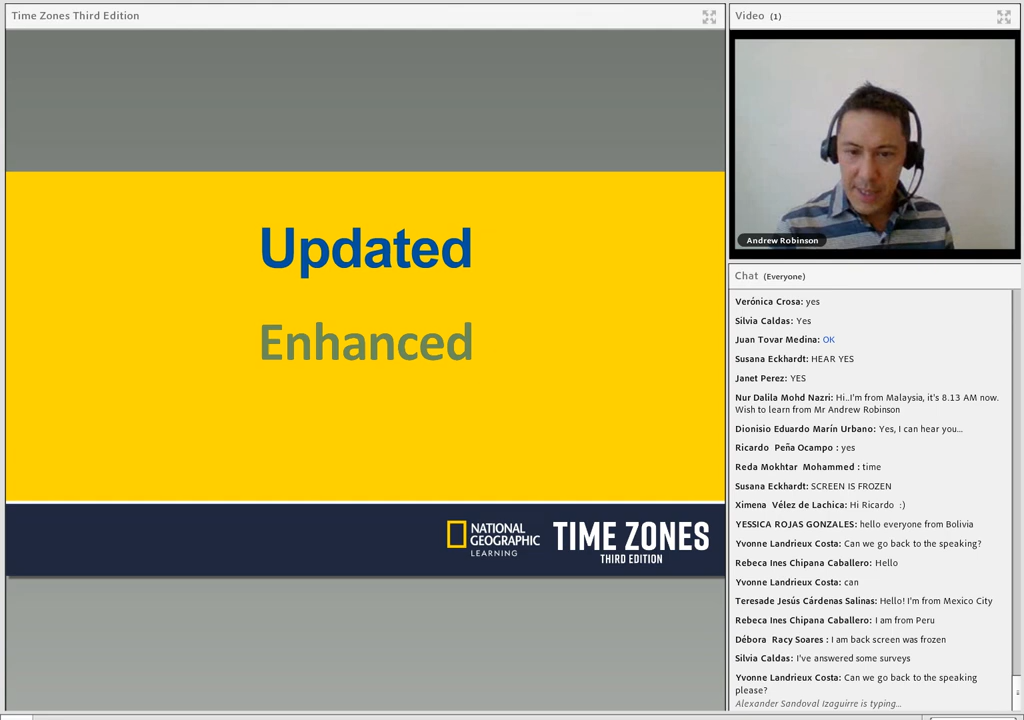 Time Zones Third Edition
Updated
Enhanced
NATIONAL
GEOGRAPHIC
LEARNING
TIME ZONES
THIRD EDITION
Video (1)
Andrew Robinson
Chat (Everyone)
Verónica Crosa: yes
Silvia Caldas: Yes
Juan Tovar Medina: OK
Susana Eckhardt: HEAR YES
Janet Perez: YES
Nur Dalila Mohd Nazri: Hi..I'm from Malaysia, it's 8.13 AM now.
Wish to learn from Mr Andrew Robinson
Dionisio Eduardo Marín Urbano: Yes, I can hear you...
Ricardo Peña Ocampo : yes
Reda Mokhtar Mohammed : time
Susana Eckhardt: SCREEN IS FROZEN
Ximena Vélez de Lachica: Hi Ricardo :)
YESSICA ROJAS GONZALES: hello everyone from Bolivia
Yvonne Landrieux Costa: Can we go back to the speaking?
Rebeca Ines Chipana Caballero: Hello
Yvonne Landrieux Costa: can
Teresade Jesús Cárdenas Salinas: Hello! I'm from Mexico City
Rebeca Ines Chipana Caballero: I am from Peru
Débora Racy Soares : I am back screen was frozen
Silvia Caldas: I've answered some surveys
Yvonne Landrieux Costa: Can we go back to the speaking
please?
Alexander Sandoval Izaguirre is typing...